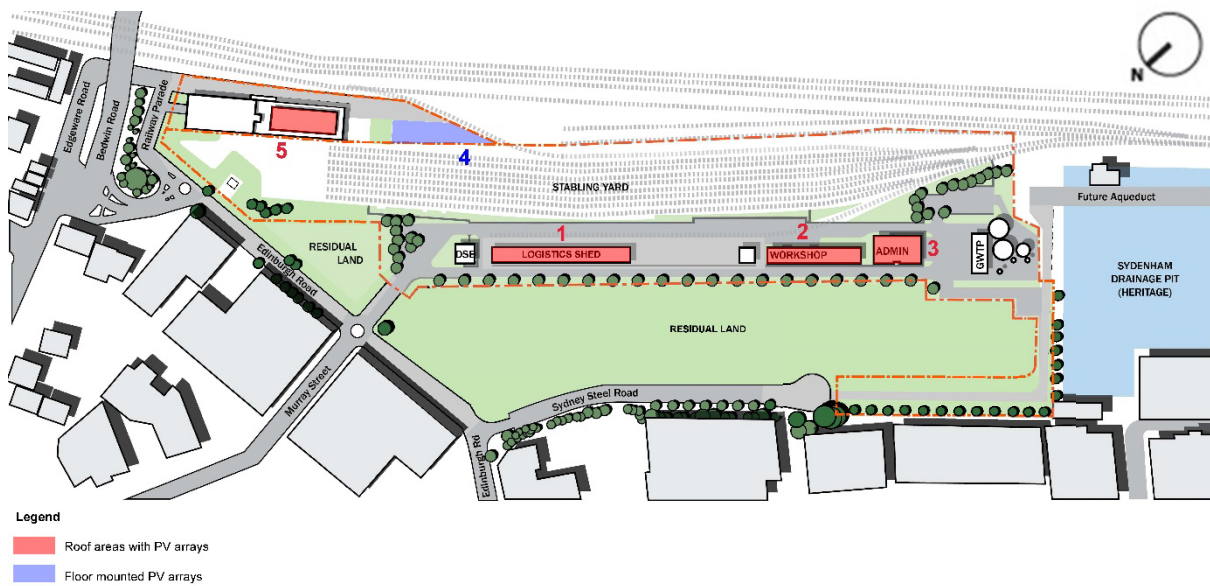 N
Edgeware Road
Bedwin Road
Railway Parade
5
4
STABLING YARD
Future Aqueduct
RESIDUAL
LAND
DSE
1
LOGISTICS SHED
2
WORKSHOP
ADMIN
3
GWTP
SYDENHAM
DRAINAGE PIT
(HERITAGE)
Edinburgh Road
RESIDUAL LAND
Murray Street
Sydney Steel Road
Edinburgh Rd
Legend
Roof areas with PV arrays
Floor mounted PV arrays